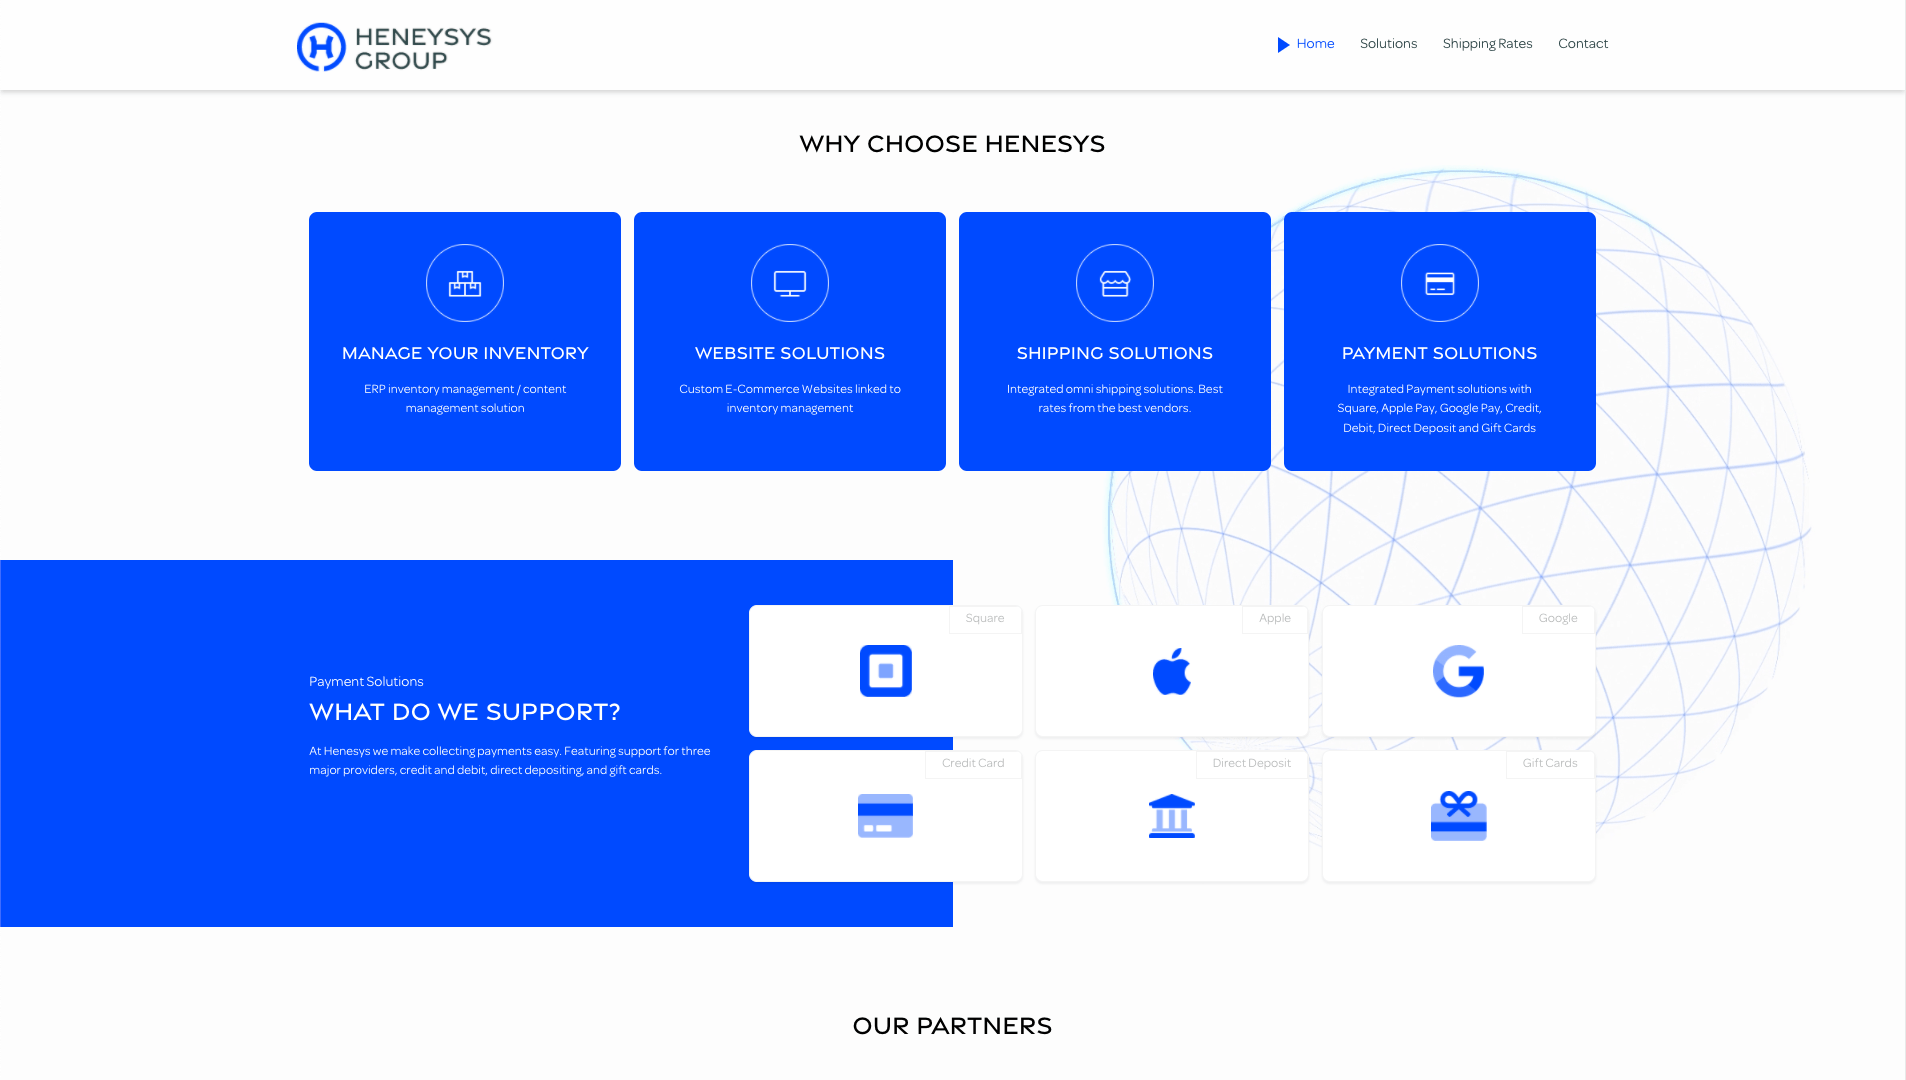 HENEYSYS
GROUP
Home
Solutions
Shipping Rates
Contact
WHY CHOOSE HENESYS
MANAGE YOUR INVENTORY
ERP inventory management / content
management solution
WEBSITE SOLUTIONS
Custom E-Commerce Websites linked to
inventory management
SHIPPING SOLUTIONS
Integrated omni shipping solutions. Best
rates from the best vendors.
PAYMENT SOLUTIONS
Integrated Payment solutions with
Square, Apple Pay, Google Pay, Credit,
Debit, Direct Deposit and Gift Cards
Payment Solutions
WHAT DO WE SUPPORT?
At Henesys we make collecting payments easy. Featuring support for three
major providers, credit and debit, direct depositing, and gift cards.
Square
Apple
Google
Credit Card
Direct Deposit
Gift Cards
OUR PARTNERS